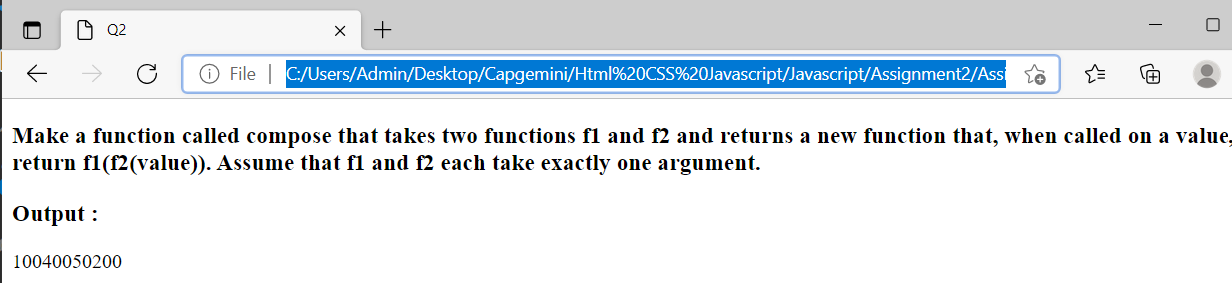 Q2
File
C:/Users/Admin/Desktop/Capgemini/Html%20CSS%20Javascript/Javascript/Assignment2/Assi
Make a function called compose that takes two functions f1 and f2 and returns a new function that, when called on a value,
return f1(f2(value)). Assume that f1 and f2 each take exactly one argument.
Output :
10040050200